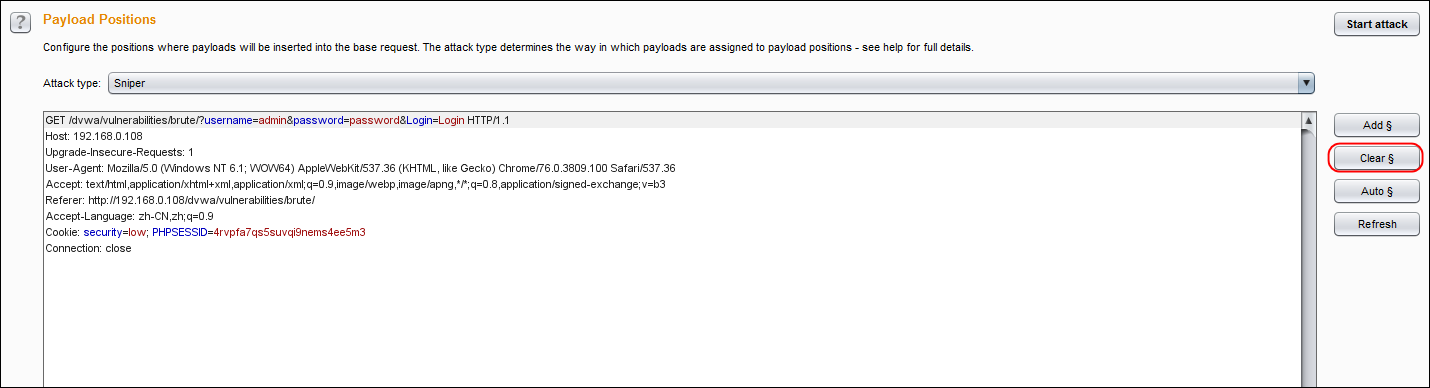 ?
Payload Positions
Start attack
Configure the positions where payloads will be inserted into the base request. The attack type determines the way in which payloads are assigned to payload positions - see help for full details.
Attack type: Sniper
GET /dvwa/vulnerabilities/brute/?username=admin&password=password&Login=Login HTTP/1.1
Host: 192.168.0.108
Upgrade-Insecure-Requests: 1
User-Agent: Mozilla/5.0 (Windows NT 6.1; WOW64) AppleWebKit/537.36 (KHTML, like Gecko) Chrome/76.0.3809.100 Safari/537.36
Accept: text/html,application/xhtml+xml,application/xml;q=0.9,image/webp,image/apng,*/*;q=0.8,application/signed-exchange;v=b3
Referer: http://192.168.0.108/dvwa/vulnerabilities/brute/
Accept-Language: zh-CN,zh;q=0.9
Cookie: security=low; PHPSESSID=4rvpfa7qs5suvqi9nems4ee5m3
Connection: close
Add §
Clear §
Auto §
Refresh